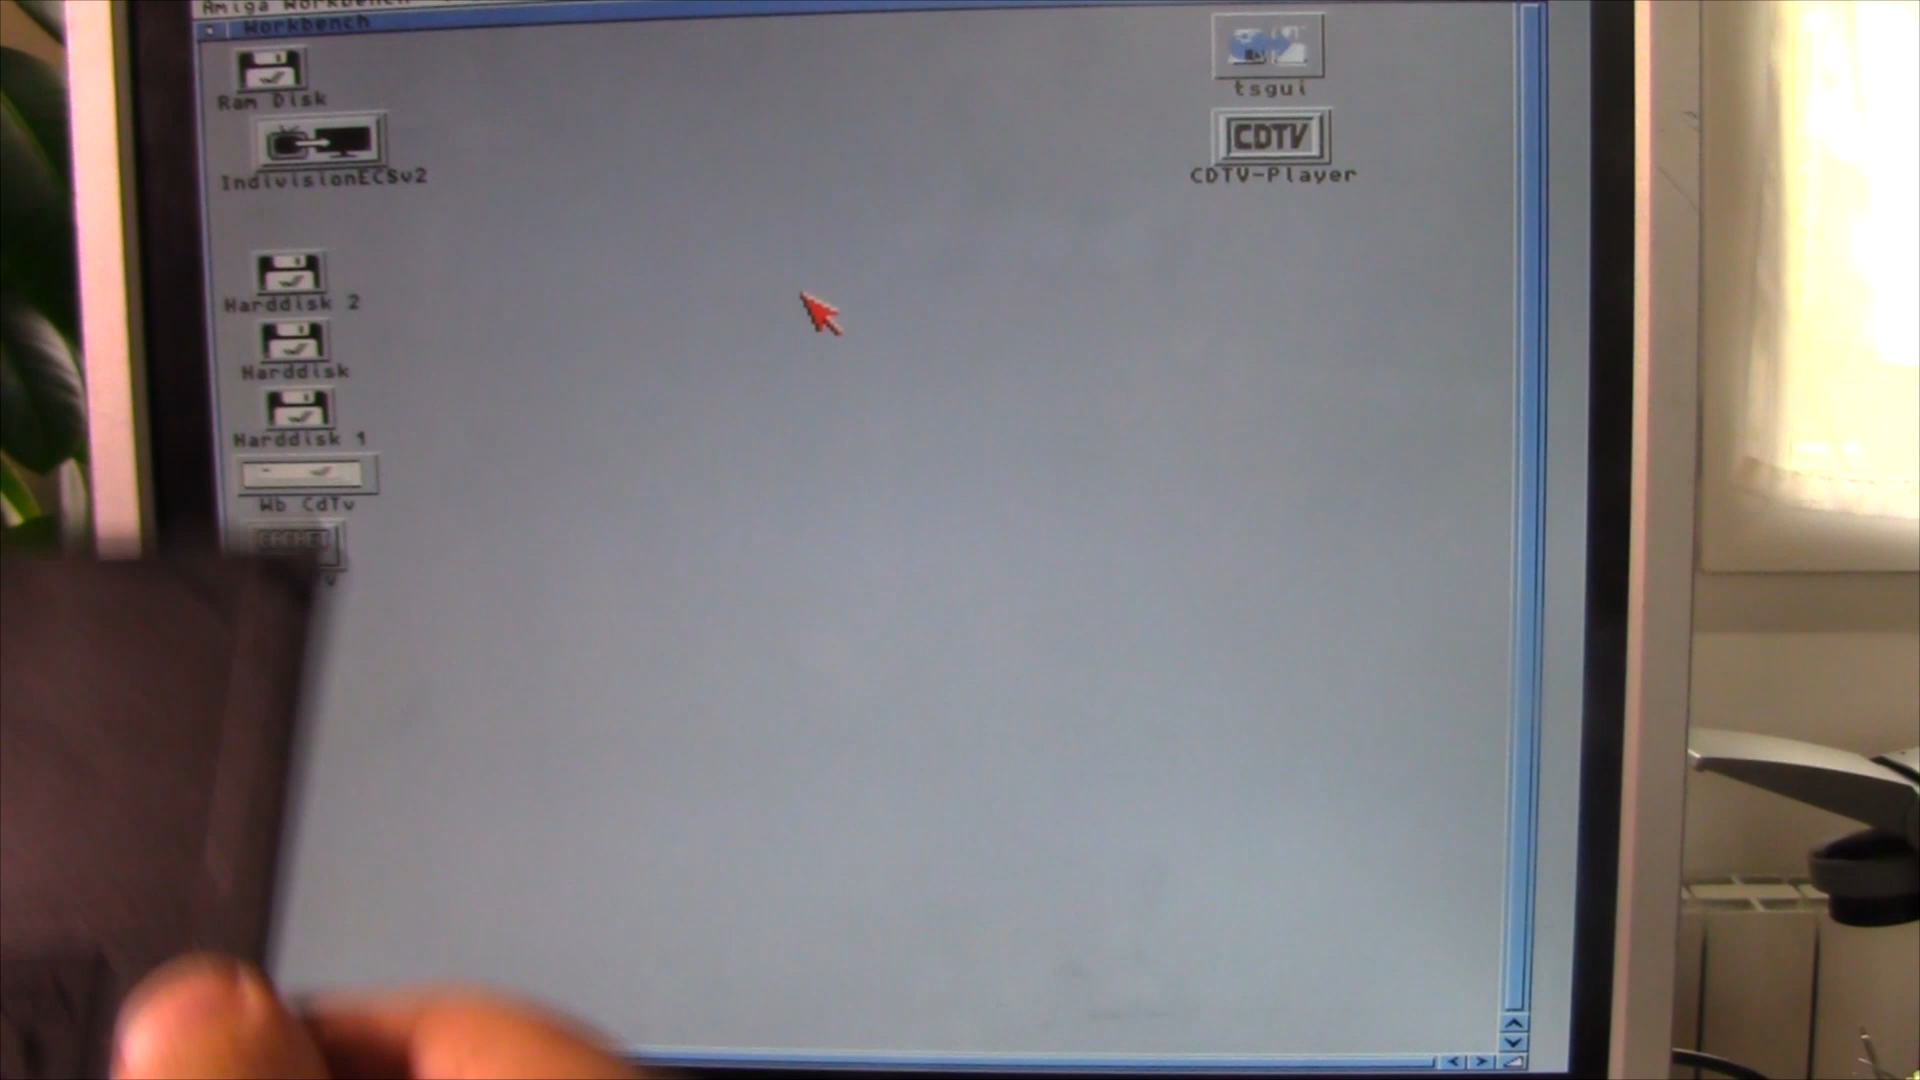 Amiga Workbench
Workbench
Ram Disk
IndivisionECSv2
Harddisk 2
Harddisk
Harddisk 1
Wb CdTv
tsgui
CDTV
CDTV-Player